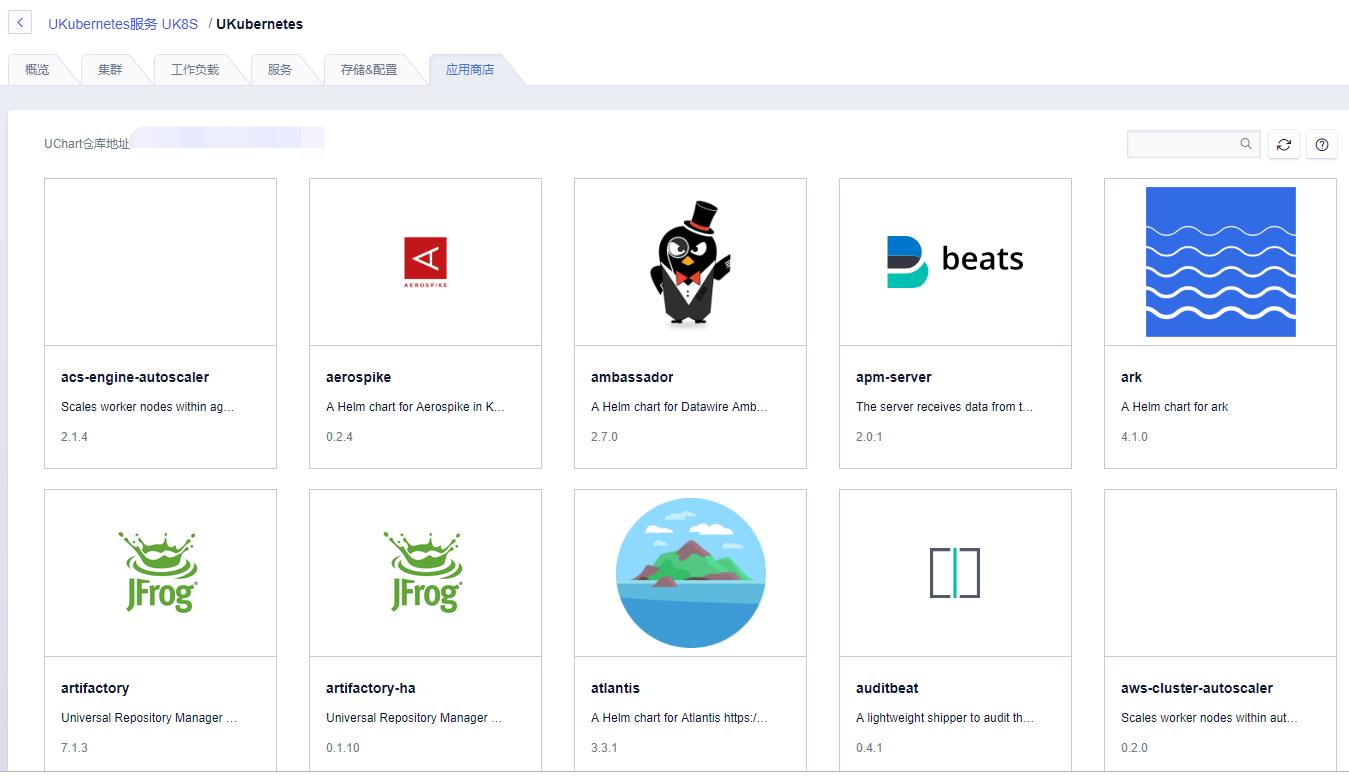 UKubernetes服务 UK8S / UKubernetes
概览 集群 工作负载 服务 存储&配置 应用商店
UChart仓库地址
AEROSPIKE
beats
acs-engine-autoscaler aerospike ambassador apm-server ark
Scales worker nodes within ag… A Helm chart for Aerospike in K… A Helm chart for Datawire Amb… The server receives data from t… A Helm chart for ark
2.1.4 0.2.4 2.7.0 2.0.1 4.1.0
JFrog JFrog
artifactory artifactory-ha atlantis auditbeat aws-cluster-autoscaler
Universal Repository Manager … Universal Repository Manager … A Helm chart for Atlantis https:/… A lightweight shipper to audit th… Scales worker nodes within aut…
7.1.3 0.1.10 3.3.1 0.4.1 0.2.0